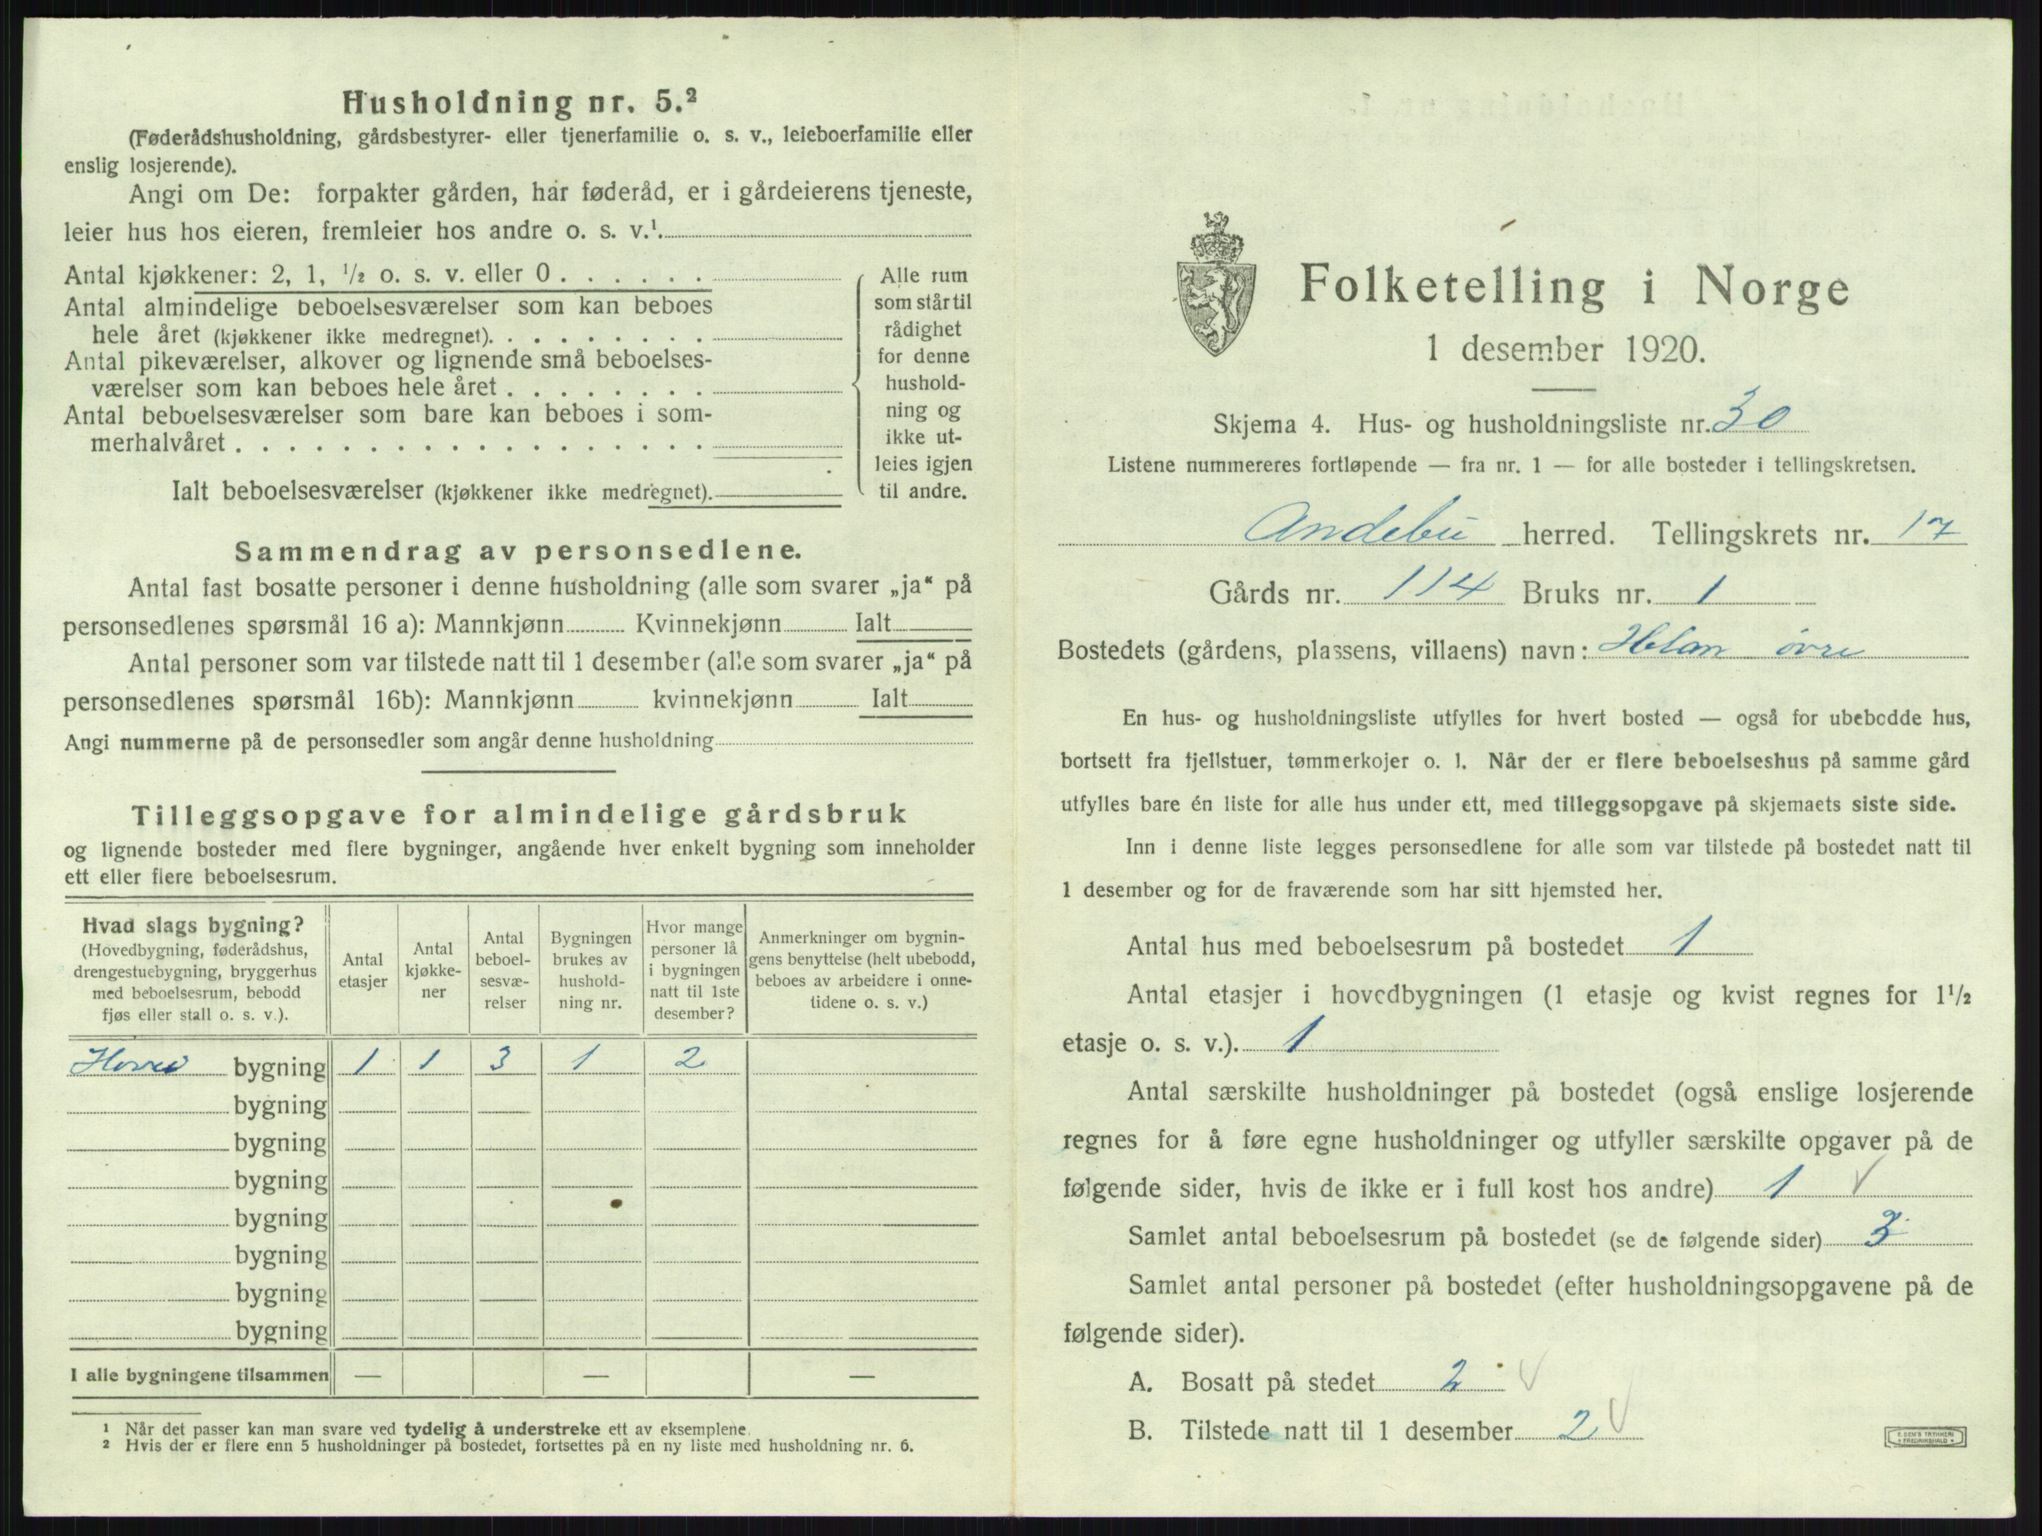 Husholdning nr. 5.²
(Føderådshusholdning, gårdsbestyrer- eller tjenerfamilie o. s. v., leieboerfamilie eller
enslig losjerende).
Angi om De: forpakter gården, har føderåd, er i gårdeierens tjeneste,
leier hus hos eieren, fremleier hos andre o. s. v.¹.
Antal kjøkkener: 2, 1, ½ o. s. v. eller 0 . . . . . .
Antal almindelige beboelsesværelser som kan beboes
hele året (kjøkkener ikke medregnet). . . . . . . . .
Antal pikeværelser, alkover og lignende små beboelses-
værelser som kan beboes hele året . . . . . . . .
Antal beboelsesværelser som bare kan beboes i som-
merhalvåret . . . . . . . . . . . . . . . . . .
Ialt beboelsesværelser (kjøkkener ikke medregnet).
Alle rum
som står til
rådighet
for denne
hushold-
ning og
ikke ut-
leies igjen
til andre.
Sammendrag av personsedlene.
Antal fast bosatte personer i denne husholdning (alle som svarer „ja“ på
personsedlenes spørsmål 16 a): Mannkjønn Kvinnekjønn Ialt
Antal personer som var tilstede natt til 1 desember (alle som svarer „ja“ på
personsedlenes spørsmål 16b): Mannkjønn kvinnekjønn Ialt
Angi nummerne på de personsedler som angår denne husholdning
Tilleggsopgave for almindelige gårdsbruk
og lignende bosteder med flere bygninger, angående hver enkelt bygning som inneholder
ett eller flere beboelsesrum.
Hvad slags bygning?
(Hovedbygning, føderådshus,
drengestuebygning, bryggerhus
med beboelsesrum, bebodd
fjøs eller stall o. s. v.).
Antal
etasjer
Antal
kjøkke-
ner
Antal
beboel-
sesvæ-
relser
Bygningen
brukes av
hushold-
ning nr.
Hvor mange
personer lå
i bygningen
natt til 1ste
desember?
Anmerkninger om bygnin-
gens benyttelse (helt ubebodd,
beboes av arbeidere i onne-
tidene o. s. v.)
Hoved bygning 1 1 3 1 2
bygning
bygning
bygning
bygning
bygning
bygning
bygning
I alle bygningene tilsammen — — —
¹ Når det passer kan man svare ved tydelig å understreke ett av eksemplene.
² Hvis der er flere enn 5 husholdninger på bostedet, fortsettes på en ny liste med husholdning nr. 6.
Folketelling i Norge
1 desember 1920.
Skjema 4. Hus- og husholdningsliste nr. 30
Listene nummereres fortløpende — fra nr. 1 — for alle bosteder i tellingskretsen.
Andebu herred. Tellingskrets nr. 17
Gårds nr. 114 Bruks nr. 1
Bostedets (gårdens, plassens, villaens) navn: øvre
En hus- og husholdningsliste utfylles for hvert bosted — også for ubebodde hus,
bortsett fra fjellstuer, tømmerkojer o. l. Når der er flere beboelseshus på samme gård
utfylles bare én liste for alle hus under ett, med tilleggsopgave på skjemaets siste side.
Inn i denne liste legges personsedlene for alle som var tilstede på bostedet natt til
1 desember og for de fraværende som har sitt hjemsted her.
Antal hus med beboelsesrum på bostedet 1
Antal etasjer i hovedbygningen (1 etasje og kvist regnes for 1½
etasje o. s. v.). 1
Antal særskilte husholdninger på bostedet (også enslige losjerende
regnes for å føre egne husholdninger og utfyller særskilte opgaver på de
følgende sider, hvis de ikke er i full kost hos andre) 1
Samlet antal beboelsesrum på bostedet (se de følgende sider) 3
Samlet antal personer på bostedet (efter husholdningsopgavene på de
følgende sider).
A. Bosatt på stedet 2
B. Tilstede natt til 1 desember 2